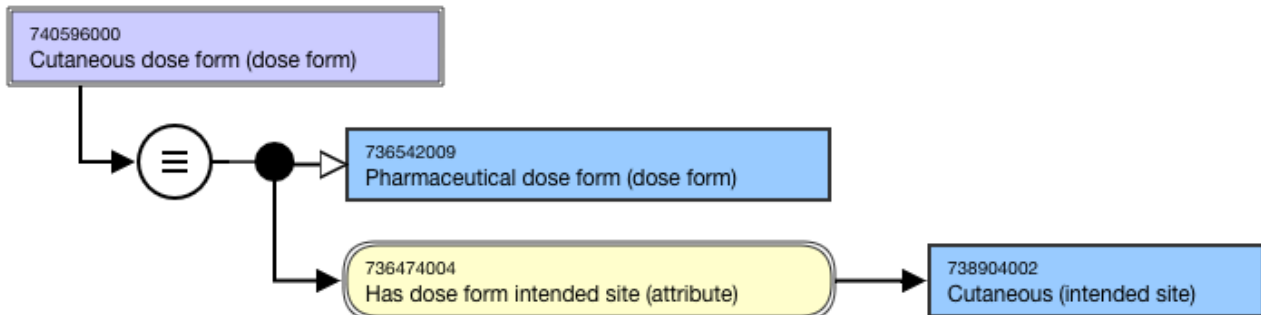 740596000
Cutaneous dose form (dose form)
736542009
Pharmaceutical dose form (dose form)
736474004
Has dose form intended site (attribute)
738904002
Cutaneous (intended site)